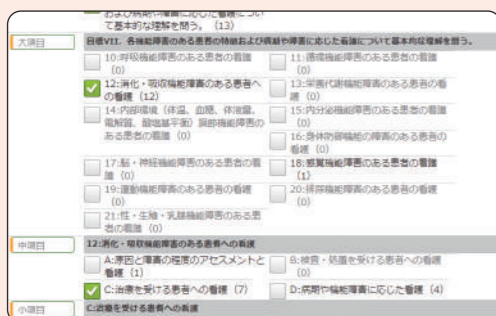 および病期や障害に応じた看護につい
て基本的な理解を問う。（13）
大項目
目標VII. 各機能障害のある患者の特徴および病期や障害に応じた看護について基本的な理解を問う。
10:呼吸機能障害のある患者の看護
（0）
11:循環機能障害のある患者の看護
（0）
12:消化・吸収機能障害のある患者へ
の看護（12）
13:栄養代謝機能障害のある患者の看
護（0）
14:内部環境（体温、血糖、体液量、
電解質、酸塩基平衡）調節機能障害の
ある患者の看護（0）
15:内分泌機能障害のある患者の看護
（0）
16:身体防御機能の障害のある患者の
看護（0）
17:脳・神経機能障害のある患者の看
護（0）
18:感覚機能障害のある患者の看護
（1）
19:運動機能障害のある患者の看護
（0）
20:排泄機能障害のある患者の看護
（0）
21:性・生殖・乳腺機能障害のある患
者の看護（0）
中項目
12:消化・吸収機能障害のある患者への看護
A:原因と障害の程度のアセスメントと
看護（1）
B:検査・処置を受ける患者への看護
（0）
C:治療を受ける患者への看護（7）
D:病期や機能障害に応じた看護（4）
小項目
C:治療を受ける患者への看護